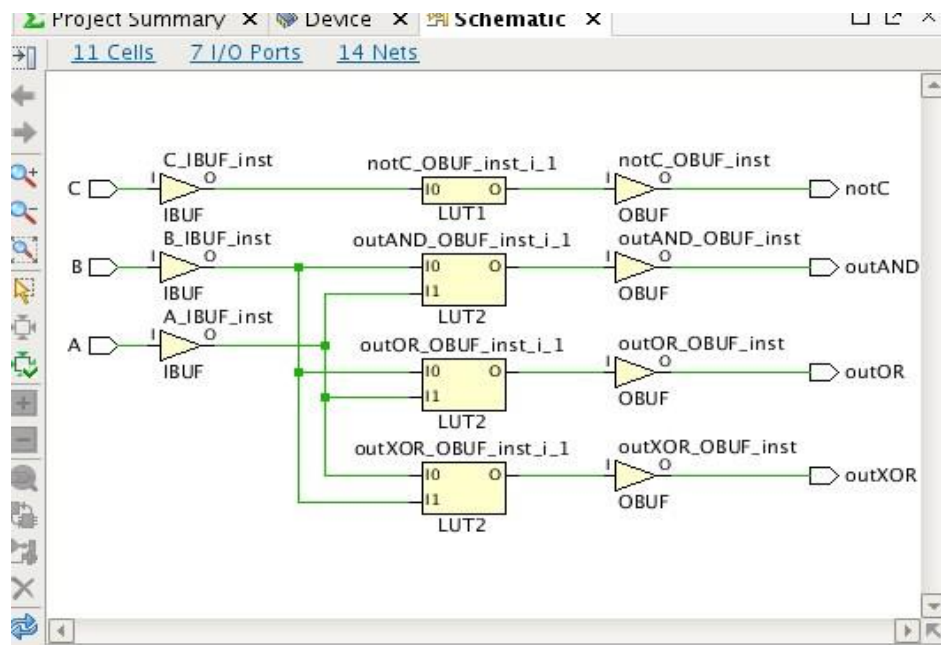 Project Summary × Device × Schematic ×
11 Cells 7 I/O Ports 14 Nets
C_IBUF_inst notC_OBUF_inst_i_1 notC_OBUF_inst
C I O I0 O I O notC
IBUF LUT1 OBUF
B_IBUF_inst outAND_OBUF_inst_i_1 outAND_OBUF_inst
B I O I0 O I O outAND
IBUF I1 OBUF
A_IBUF_inst LUT2
A I O outOR_OBUF_inst_i_1 outOR_OBUF_inst
IBUF I0 O I O outOR
I1 OBUF
LUT2
outXOR_OBUF_inst_i_1 outXOR_OBUF_inst
I0 O I O outXOR
I1 OBUF
LUT2